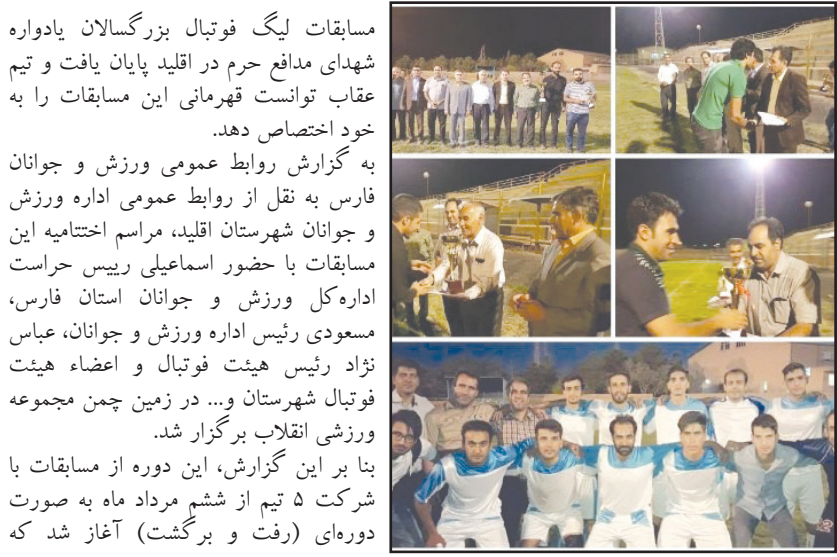 مسابقات لیگ فوتبال بزرگسالان یادواره
شهدای مدافع حرم در اقلید پایان یافت و تیم
عقاب توانست قهرمانی این مسابقات را به
خود اختصاص دهد.
به گزارش روابط عمومی ورزش و جوانان
فارس به نقل از روابط عمومی اداره ورزش
و جوانان شهرستان اقلید، مراسم اختتامیه این
مسابقات با حضور اسماعیلی رییس حراست
اداره‌کل ورزش و جوانان استان فارس،
مسعودی رئیس اداره ورزش و جوانان، عباس
نژاد رئیس هیئت فوتبال و اعضاء هیئت
فوتبال شهرستان و... در زمین چمن مجموعه
ورزشی انقلاب برگزار شد.
بنا بر این گزارش، این دوره از مسابقات با
شرکت ۵ تیم از ششم مرداد ماه به صورت
دوره‌ای (رفت و برگشت) آغاز شد که